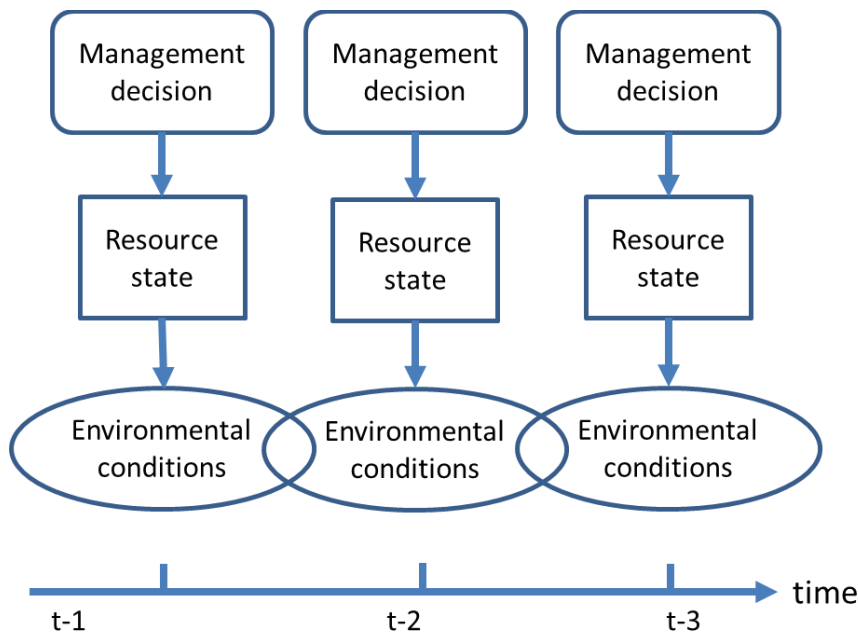 Management
decision
Management
decision
Management
decision
Resource
state
Resource
state
Resource
state
Environmental
conditions
Environmental
conditions
Environmental
conditions
time
t-1
t-2
t-3